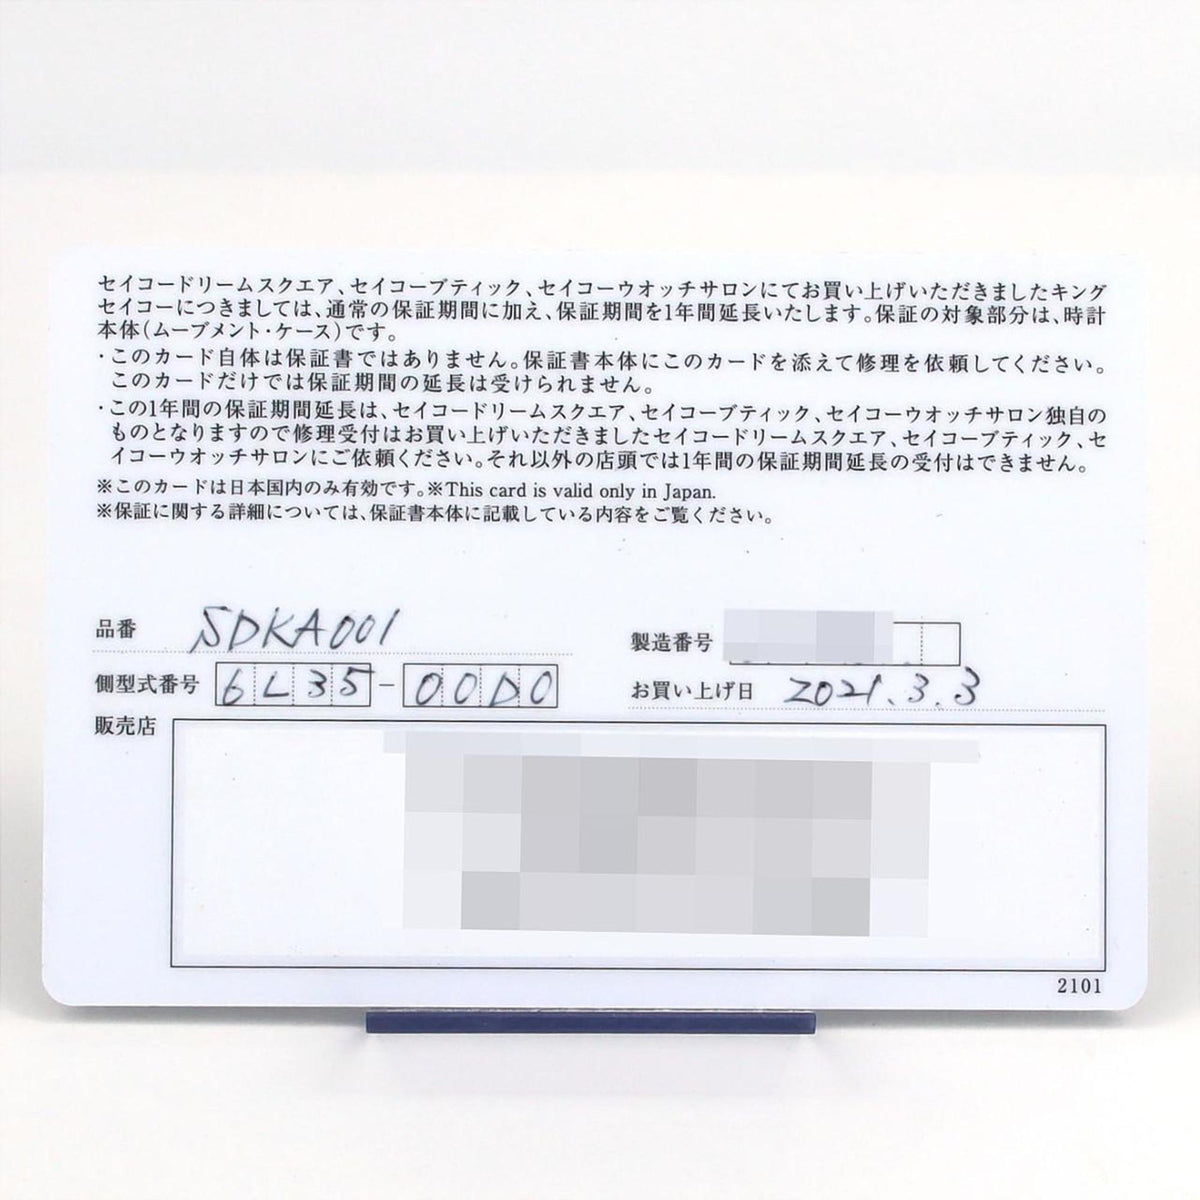 セイコードリームスクエア、セイコーブティック、セイコーウオッチサロンにてお買い上げいただきましたキング
セイコーにつきましては、通常の保証期間に加え、保証期間を1年間延長いたします。保証の対象部分は、時計
本体（ムーブメント・ケース）です。
・このカード自体は保証書ではありません。保証書本体にこのカードを添えて修理を依頼してください。
このカードだけでは保証期間の延長は受けられません。
・この1年間の保証期間延長は、セイコードリームスクエア、セイコーブティック、セイコーウオッチサロン独自の
ものとなりますので修理受付はお買い上げいただきましたセイコードリームスクエア、セイコーブティック、セ
イコーウオッチサロンにご依頼ください。それ以外の店頭では1年間の保証期間延長の受付はできません。
※このカードは日本国内のみ有効です。※This card is valid only in Japan.
※保証に関する詳細については、保証書本体に記載している内容をご覧ください。
品番 SDKA001
製造番号
側型式番号 6L35-00D0
お買い上げ日 2021.3.3
販売店
2101